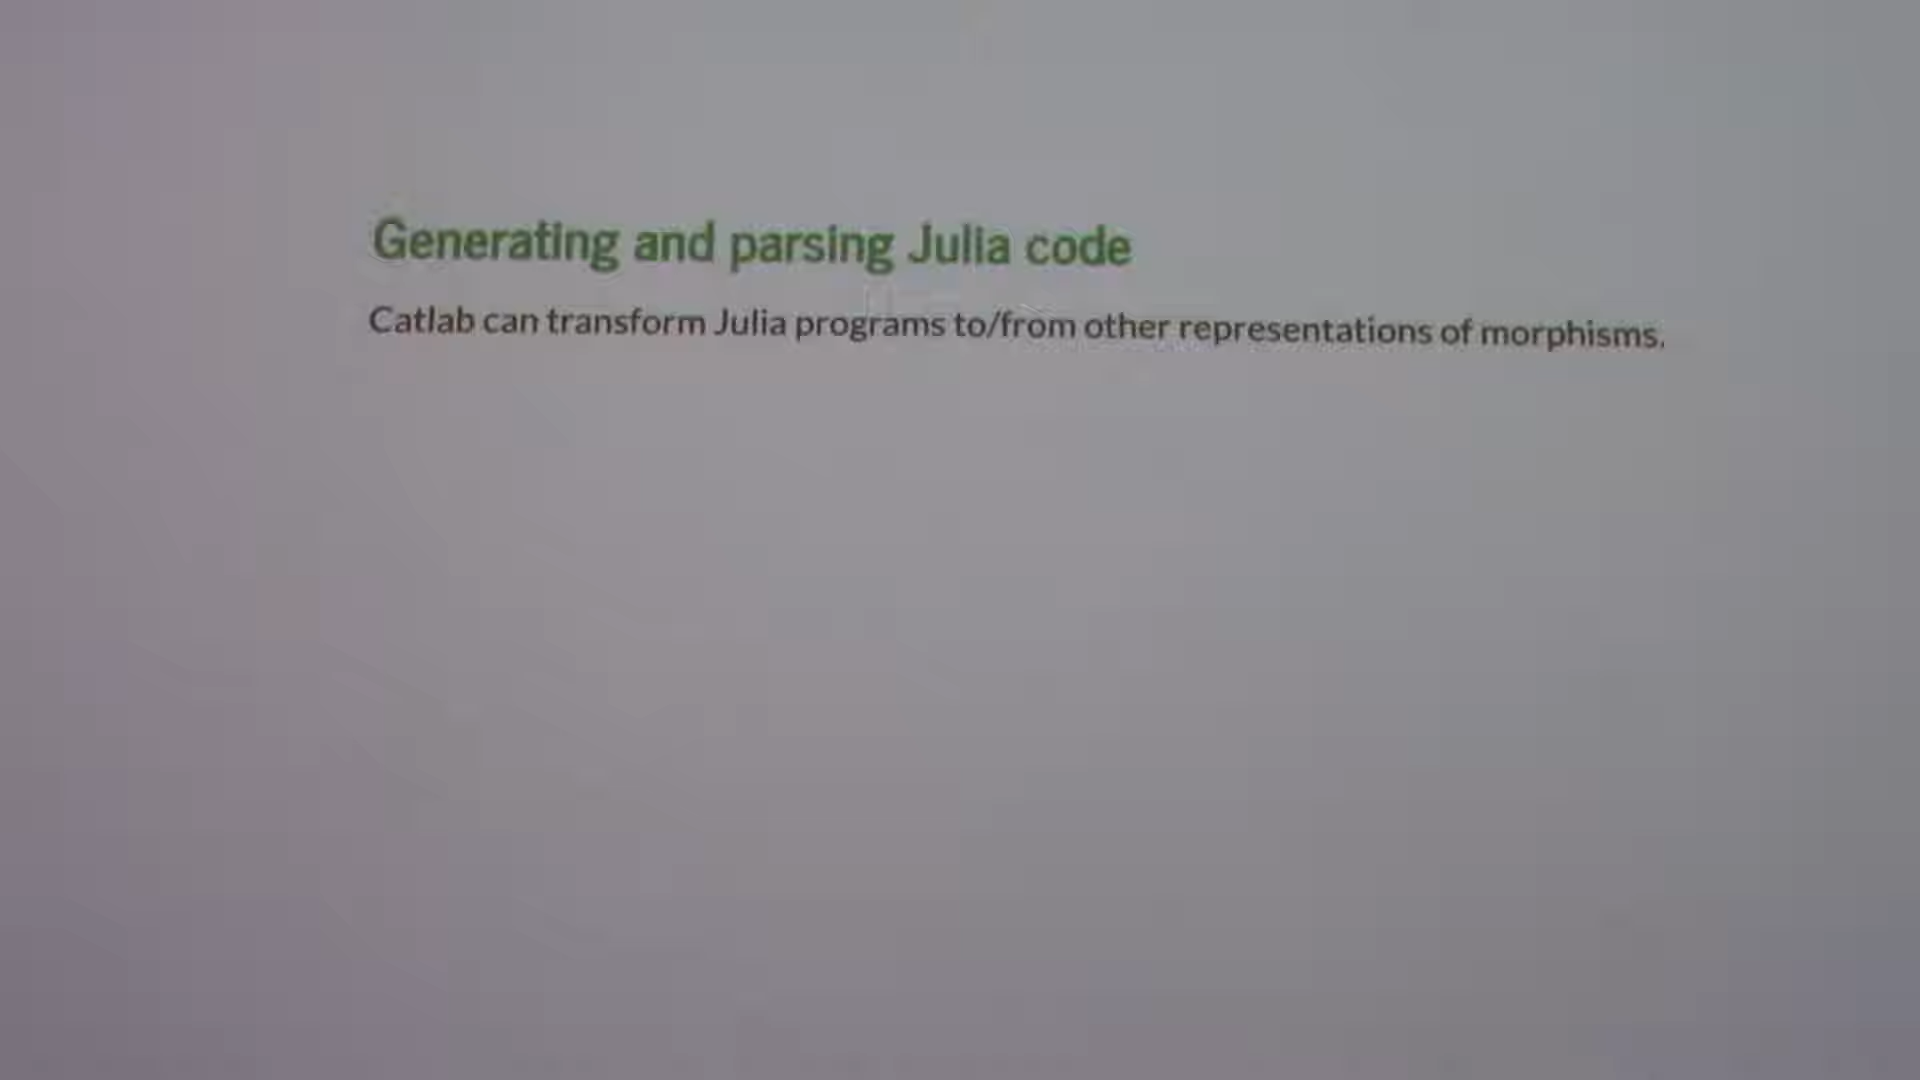 Generating and parsing Julia code
Catlab can transform Julia programs to/from other representations of morphisms.